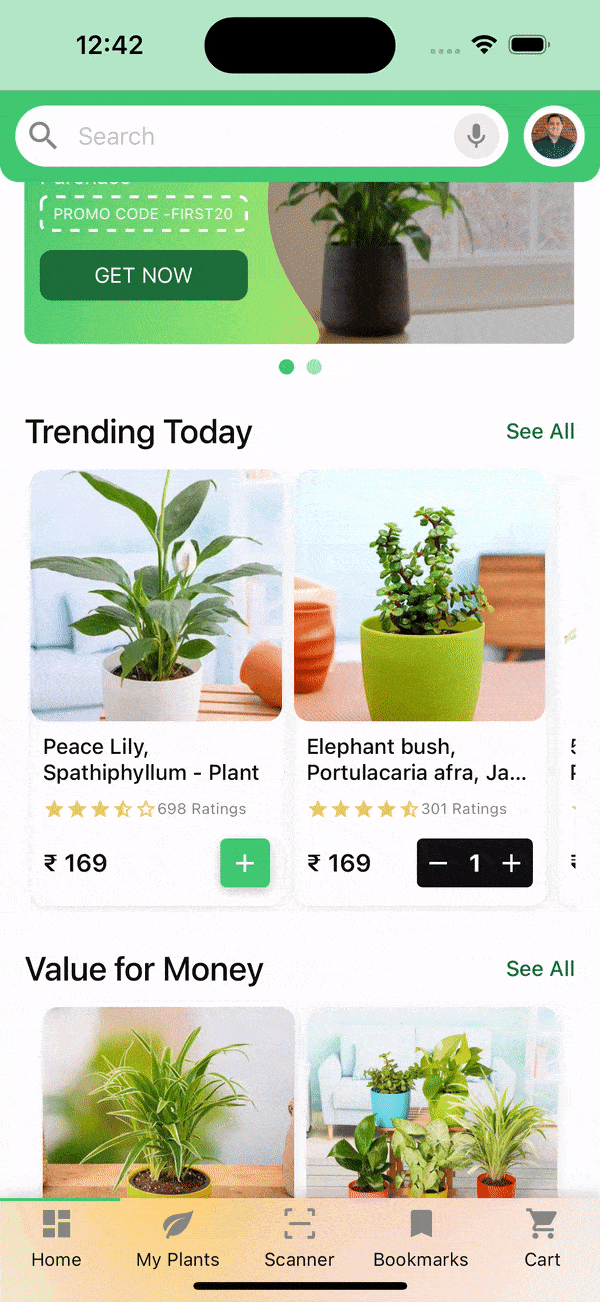 12:42
Search
PROMO CODE -FIRST20
GET NOW
Trending Today
See All
Peace Lily,
Spathiphyllum - Plant
698 Ratings
₹ 169
+
Elephant bush,
Portulacaria afra, Ja...
301 Ratings
₹ 169
− 1 +
Value for Money
See All
Home
My Plants
Scanner
Bookmarks
Cart